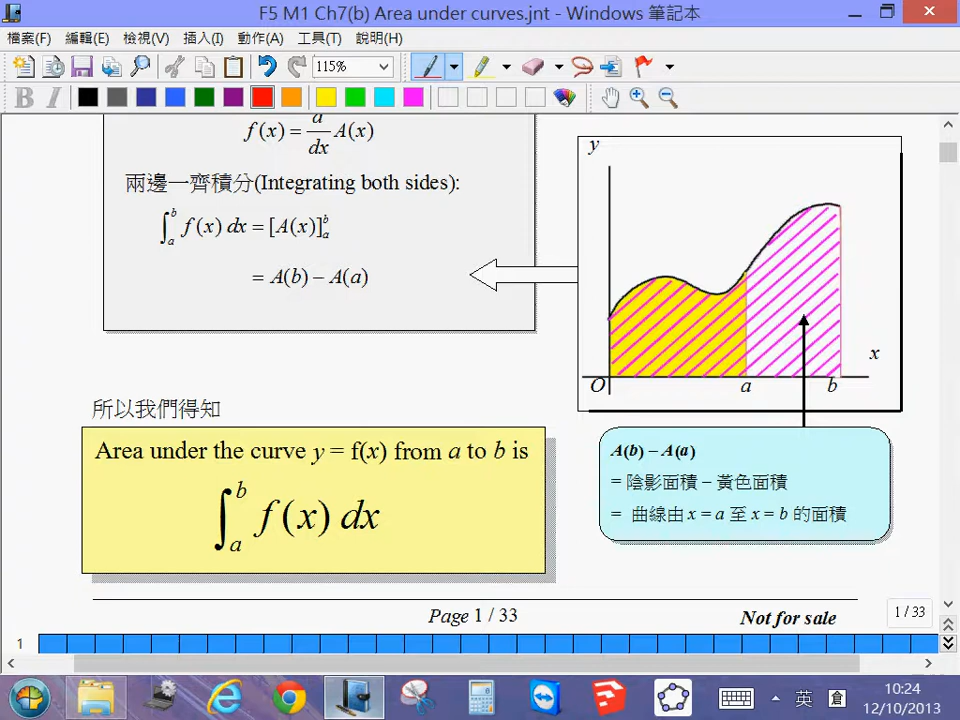 F5 M1 Ch7(b) Area under curves.jnt - Windows 筆記本
檔案(F) 編輯(E) 檢視(V) 插入(I) 動作(A) 工具(T) 說明(H)
115%
B I
f(x) = d/dx A(x)
兩邊一齊積分(Integrating both sides):
∫_a^b f(x) dx = [A(x)]_a^b
= A(b) − A(a)
y
x
O a b
所以我們得知
Area under the curve y = f(x) from a to b is
∫_a^b f(x) dx
A(b) − A(a)
= 陰影面積 − 黃色面積
= 曲線由 x = a 至 x = b 的面積
Page 1 / 33
Not for sale
1 / 33
1
英
倉
10:24
12/10/2013